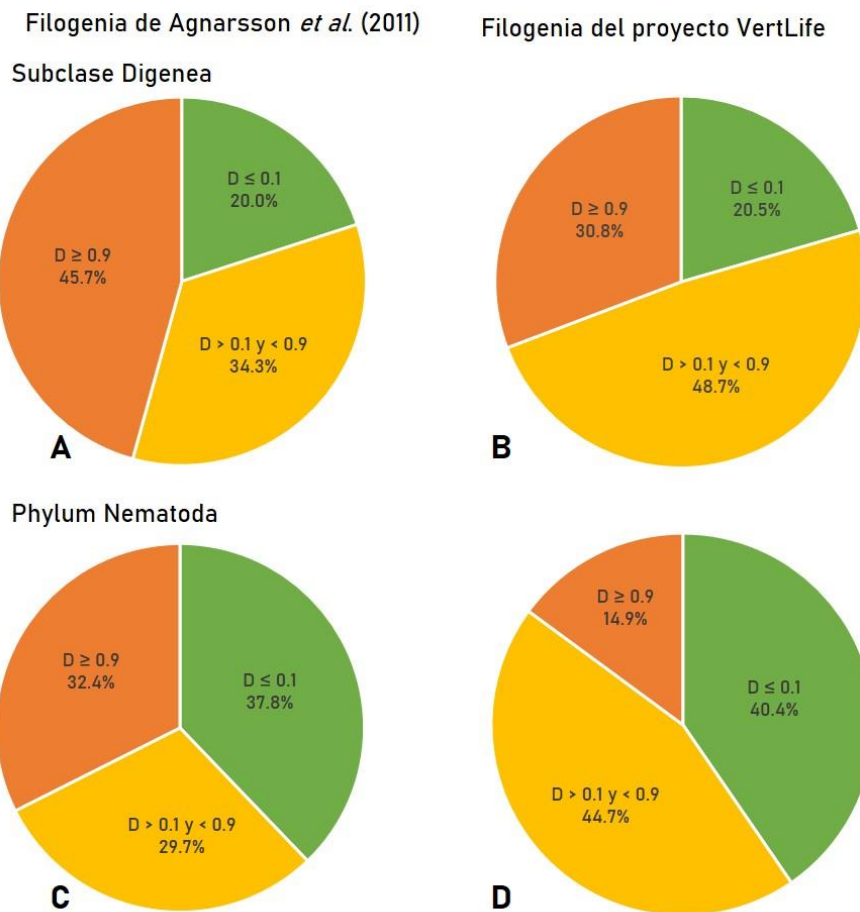 Filogenia de Agnarsson et al. (2011)
Filogenia del proyecto VertLife
Subclase Digenea
D ≤ 0.1
20.0%
D ≥ 0.9
45.7%
D > 0.1 y < 0.9
34.3%
A
D ≤ 0.1
20.5%
D ≥ 0.9
30.8%
D > 0.1 y < 0.9
48.7%
B
Phylum Nematoda
D ≥ 0.9
32.4%
D ≤ 0.1
37.8%
D > 0.1 y < 0.9
29.7%
C
D ≥ 0.9
14.9%
D ≤ 0.1
40.4%
D > 0.1 y < 0.9
44.7%
D